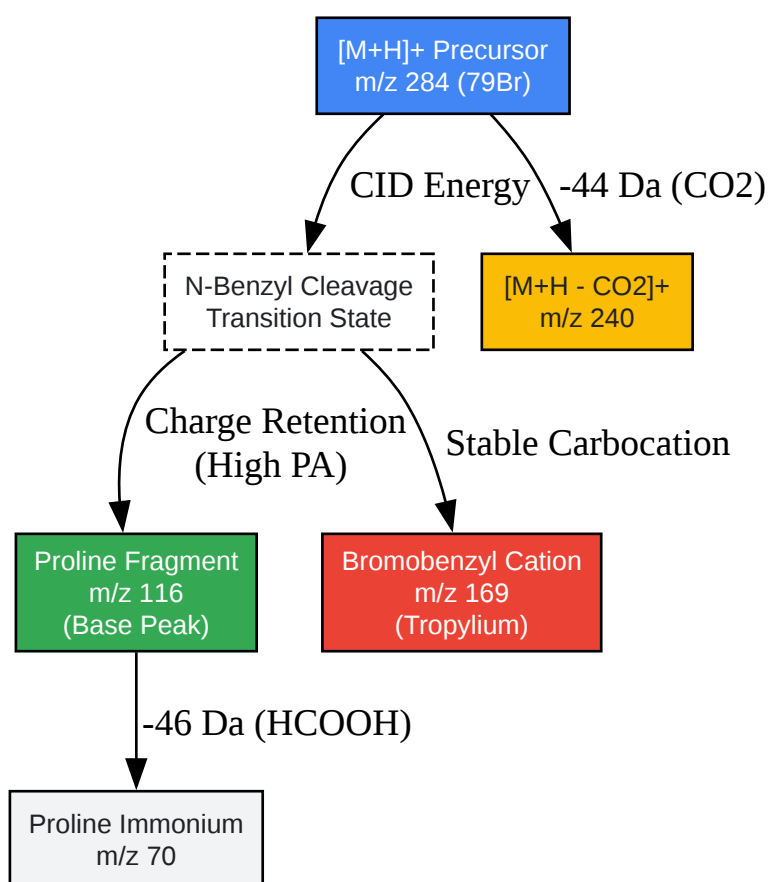 [M+H]+ Precursor
m/z 284 (79Br)
CID Energy
-44 Da (CO2)
N-Benzyl Cleavage
Transition State
[M+H - CO2]+
m/z 240
Charge Retention
(High PA)
Stable Carbocation
Proline Fragment
m/z 116
(Base Peak)
Bromobenzyl Cation
m/z 169
(Tropylium)
-46 Da (HCOOH)
Proline Immonium
m/z 70